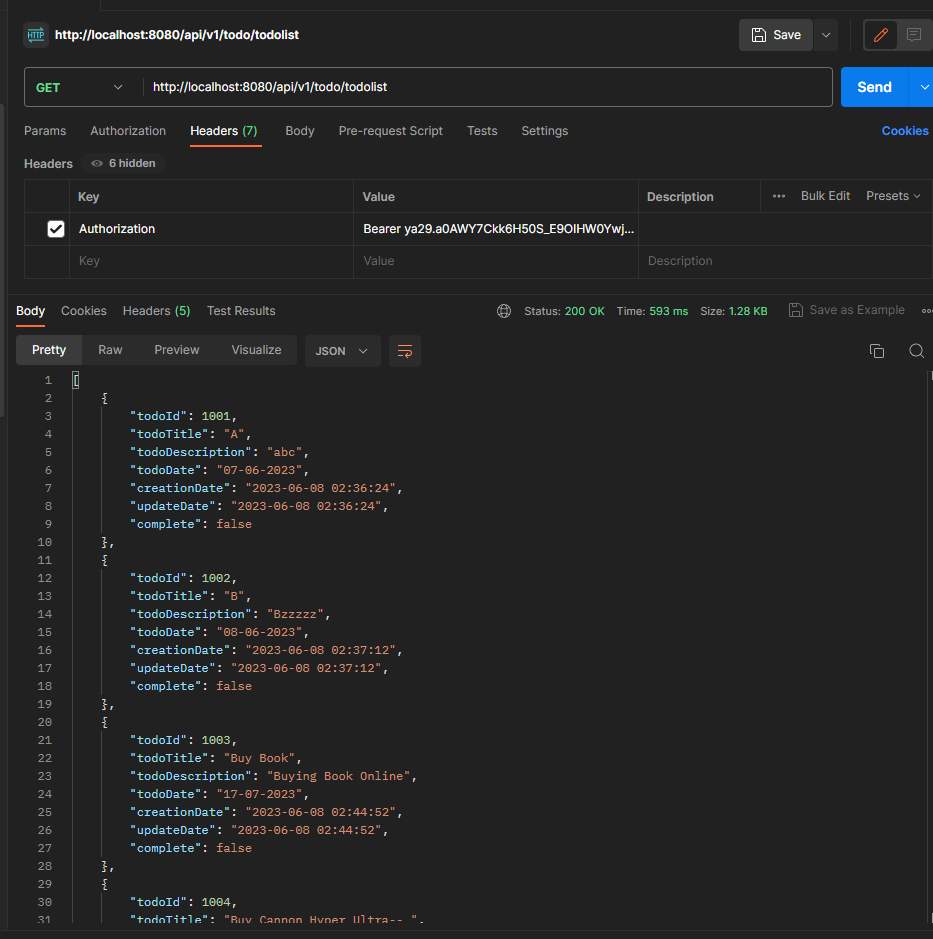 HTTP http://localhost:8080/api/v1/todo/todolist Save
GET http://localhost:8080/api/v1/todo/todolist Send
Params Authorization Headers (7) Body Pre-request Script Tests Settings Cookies
Headers 6 hidden
Key Value Description ••• Bulk Edit Presets
Authorization Bearer ya29.a0AWY7Ckk6H50S_E9OIHW0Ywj...
Key Value Description
Body Cookies Headers (5) Test Results Status: 200 OK Time: 593 ms Size: 1.28 KB Save as Example
Pretty Raw Preview Visualize JSON
1 [
2 {
3 "todoId": 1001,
4 "todoTitle": "A",
5 "todoDescription": "abc",
6 "todoDate": "07-06-2023",
7 "creationDate": "2023-06-08 02:36:24",
8 "updateDate": "2023-06-08 02:36:24",
9 "complete": false
10 },
11 {
12 "todoId": 1002,
13 "todoTitle": "B",
14 "todoDescription": "Bzzzzz",
15 "todoDate": "08-06-2023",
16 "creationDate": "2023-06-08 02:37:12",
17 "updateDate": "2023-06-08 02:37:12",
18 "complete": false
19 },
20 {
21 "todoId": 1003,
22 "todoTitle": "Buy Book",
23 "todoDescription": "Buying Book Online",
24 "todoDate": "17-07-2023",
25 "creationDate": "2023-06-08 02:44:52",
26 "updateDate": "2023-06-08 02:44:52",
27 "complete": false
28 },
29 {
30 "todoId": 1004,
31 "todoTitle": "Buy Cannon Hyper Ultra-- ",